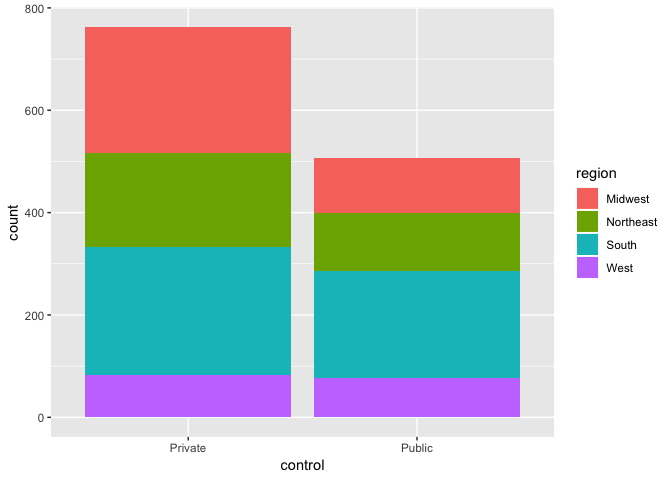 800
600
400
200
0
count
Private
Public
control
region
Midwest
Northeast
South
West